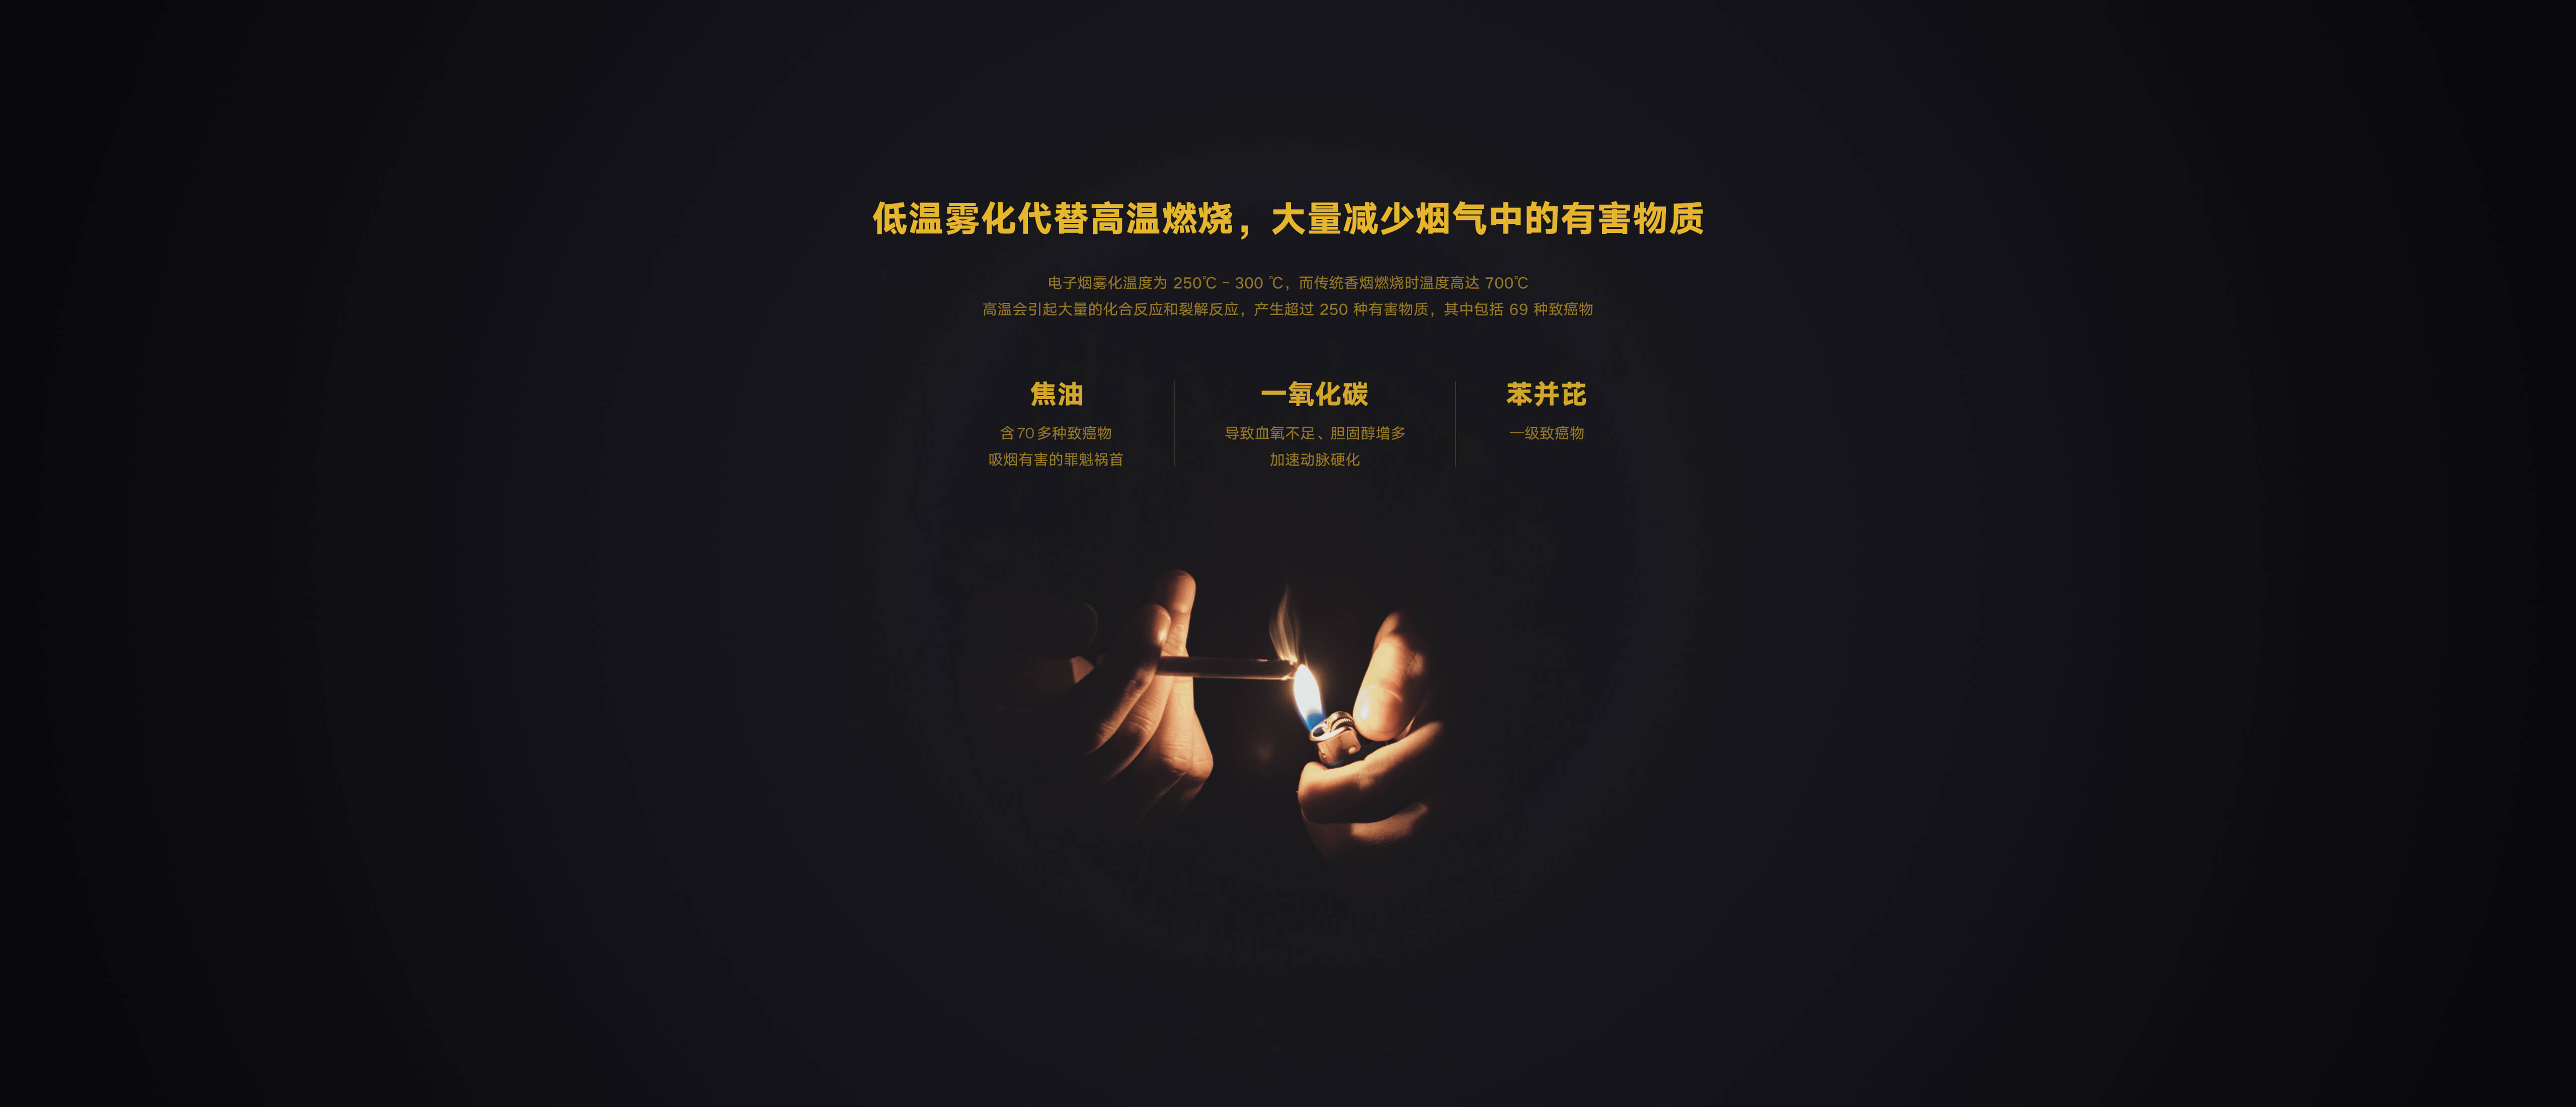 低温雾化代替高温燃烧，大量减少烟气中的有害物质
电子烟雾化温度为 250℃ - 300 ℃，而传统香烟燃烧时温度高达 700℃
高温会引起大量的化合反应和裂解反应，产生超过 250 种有害物质，其中包括 69 种致癌物
焦油
含70多种致癌物
吸烟有害的罪魁祸首
一氧化碳
导致血氧不足、胆固醇增多
加速动脉硬化
苯并芘
一级致癌物